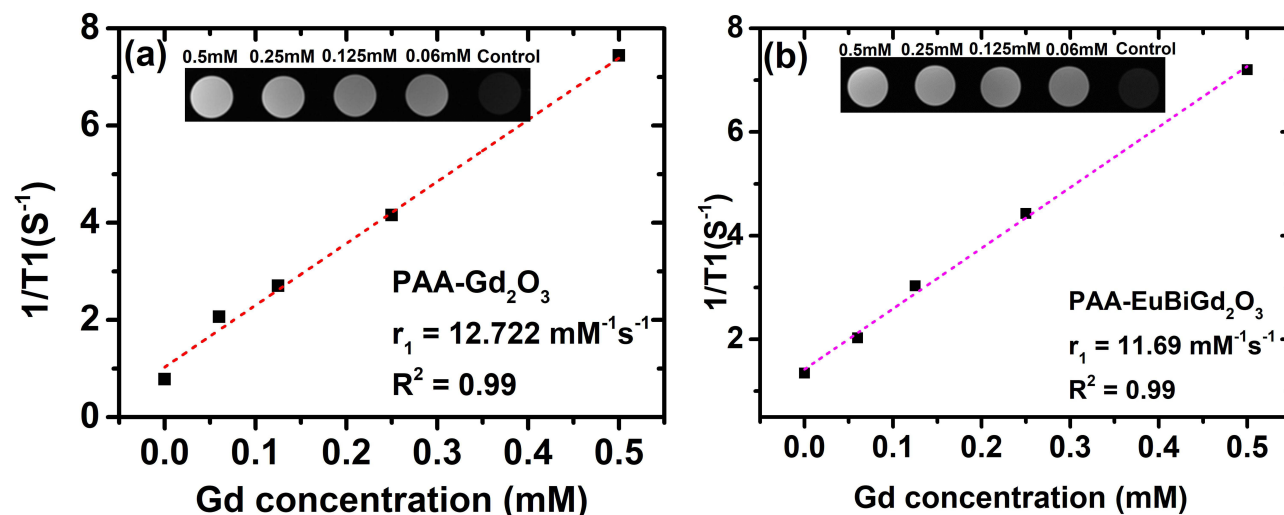 (a)
0.5mM 0.25mM 0.125mM 0.06mM Control
8
6
4
2
0
1/T1(S⁻¹)
PAA-Gd₂O₃
r₁ = 12.722 mM⁻¹s⁻¹
R² = 0.99
0.0 0.1 0.2 0.3 0.4 0.5
Gd concentration (mM)
(b)
0.5mM 0.25mM 0.125mM 0.06mM Control
8
6
4
2
1/T1(S⁻¹)
PAA-EuBiGd₂O₃
r₁ = 11.69 mM⁻¹s⁻¹
R² = 0.99
0.0 0.1 0.2 0.3 0.4 0.5
Gd concentration (mM)